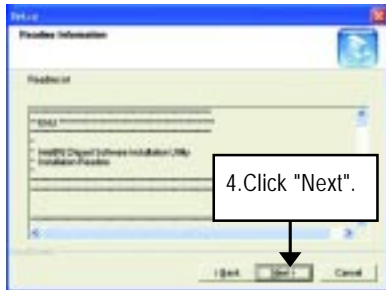 Setup
Readme Information
Readme.txt
Intel(R) Chipset Software Installation Utility
Installation Readme
4.Click "Next".
< Back Next > Cancel